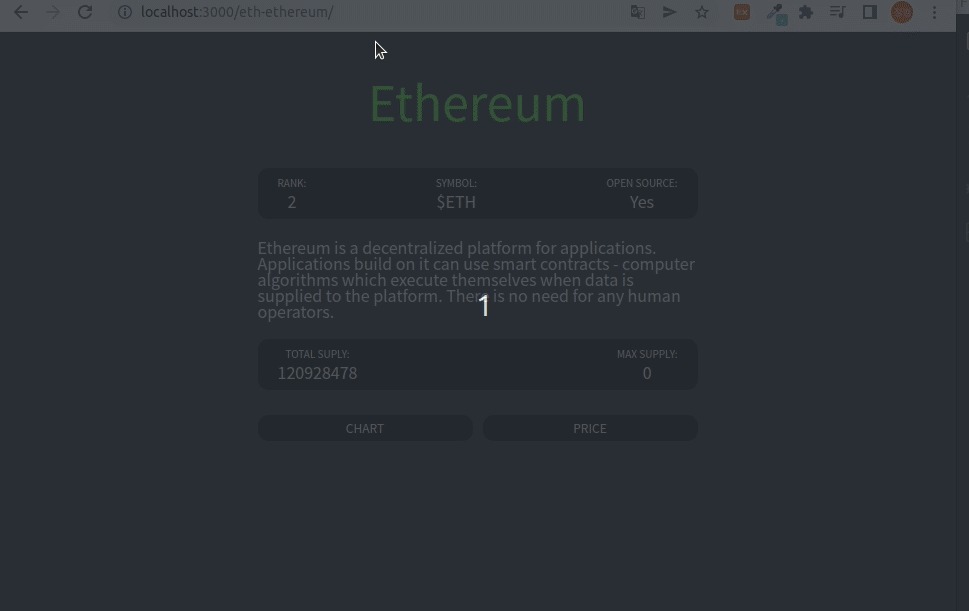 localhost:3000/eth-ethereum/
Ethereum
RANK: SYMBOL: OPEN SOURCE:
2 $ETH Yes
Ethereum is a decentralized platform for applications.
Applications build on it can use smart contracts - computer
algorithms which execute themselves when data is
supplied to the platform. There is no need for any human
operators.
1
TOTAL SUPLY: MAX SUPPLY:
120928478 0
CHART PRICE